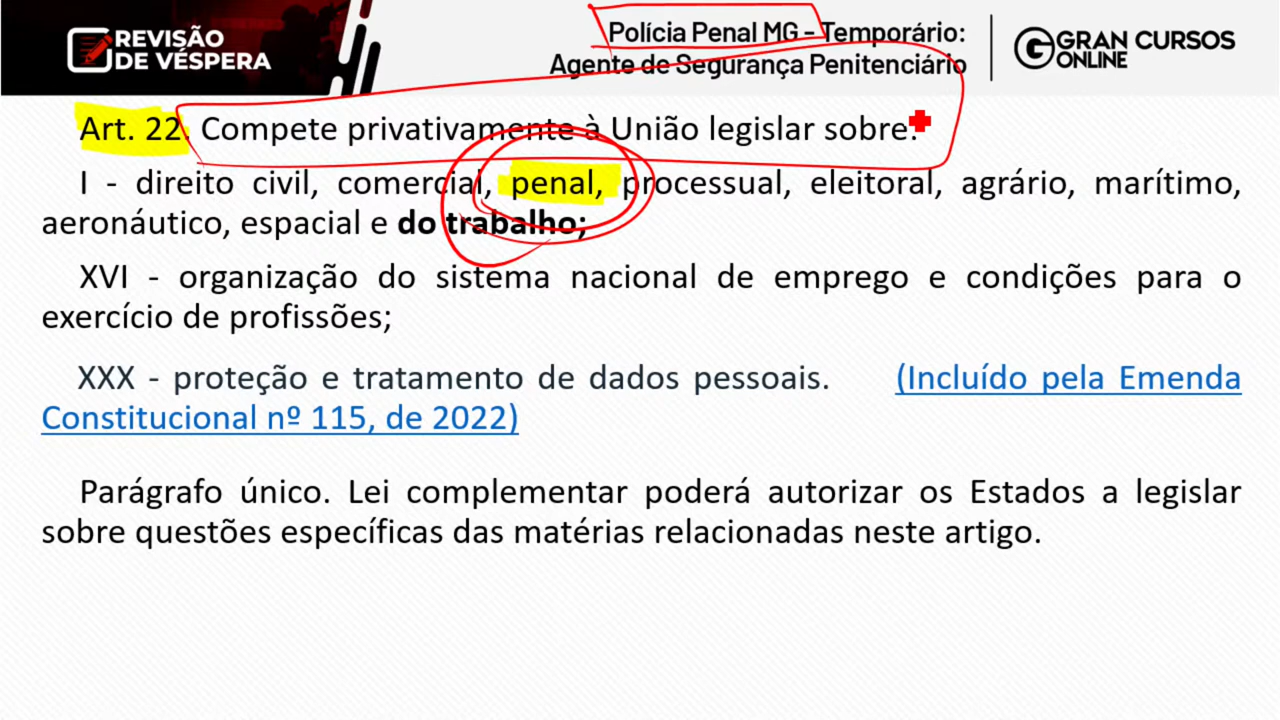 REVISÃO
DE VÉSPERA
Polícia Penal MG - Temporário:
Agente de Segurança Penitenciário
GRAN CURSOS
ONLINE
Art. 22. Compete privativamente à União legislar sobre:
I - direito civil, comercial, penal, processual, eleitoral, agrário, marítimo,
aeronáutico, espacial e do trabalho;
XVI - organização do sistema nacional de emprego e condições para o
exercício de profissões;
XXX - proteção e tratamento de dados pessoais. (Incluído pela Emenda
Constitucional nº 115, de 2022)
Parágrafo único. Lei complementar poderá autorizar os Estados a legislar
sobre questões específicas das matérias relacionadas neste artigo.